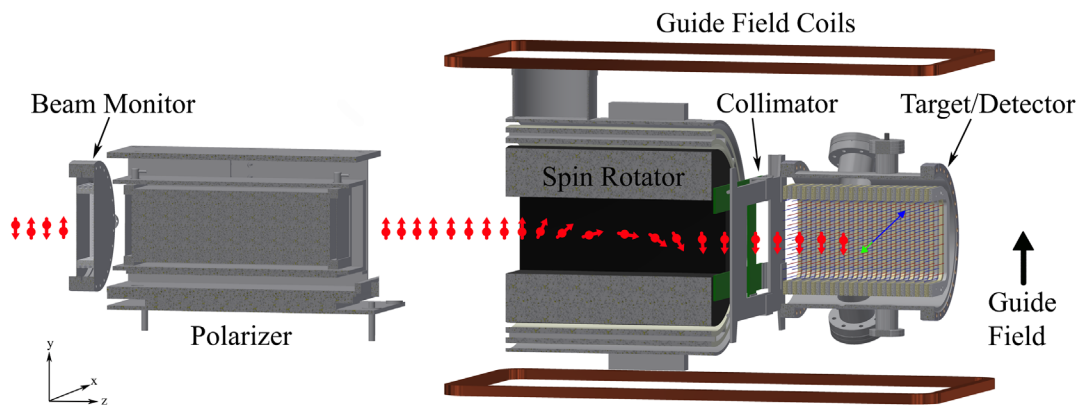 Guide Field Coils
Beam Monitor
Collimator
Target/Detector
Spin Rotator
Polarizer
Guide
Field
y
x
z